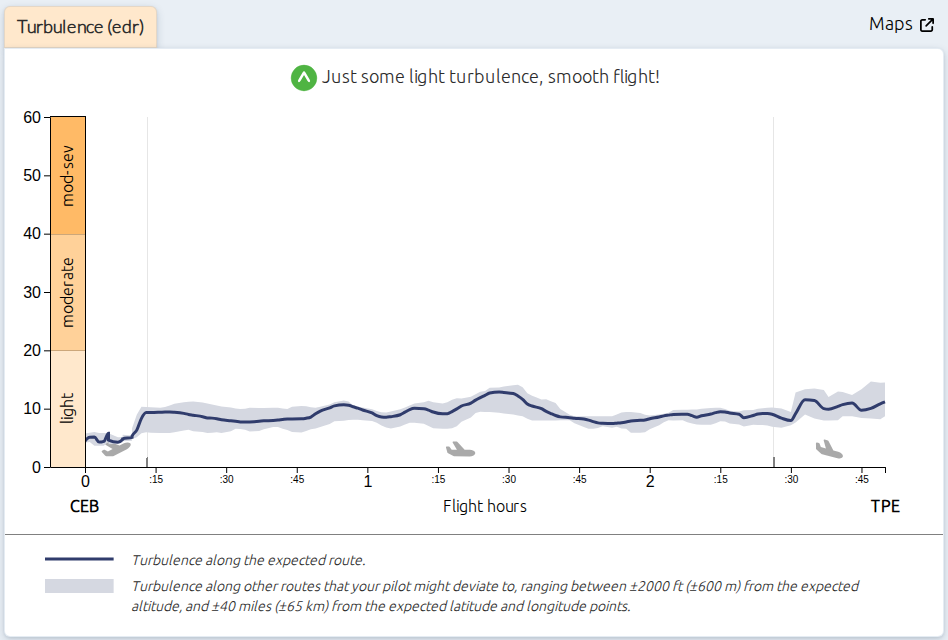 Turbulence (edr)
Maps
Just some light turbulence, smooth flight!
60
50
40
30
20
10
0
mod-sev
moderate
light
0 :15 :30 :45 1 :15 :30 :45 2 :15 :30 :45
CEB Flight hours TPE
Turbulence along the expected route.
Turbulence along other routes that your pilot might deviate to, ranging between ±2000 ft (±600 m) from the expected
altitude, and ±40 miles (±65 km) from the expected latitude and longitude points.